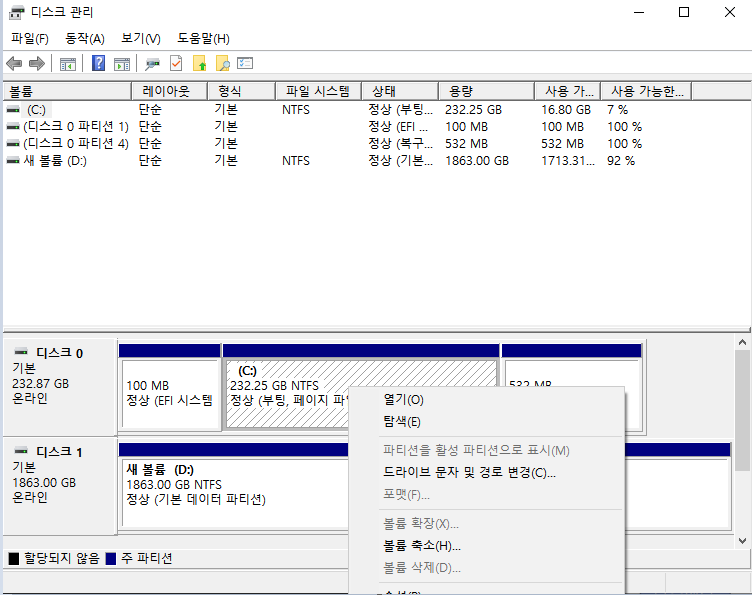 디스크 관리
파일(F) 동작(A) 보기(V) 도움말(H)
볼륨 레이아웃 형식 파일 시스템 상태 용량 사용 가... 사용 가능한...
(C:) 단순 기본 NTFS 정상 (부팅... 232.25 GB 16.80 GB 7 %
(디스크 0 파티션 1) 단순 기본 정상 (EFI ... 100 MB 100 MB 100 %
(디스크 0 파티션 4) 단순 기본 정상 (복구... 532 MB 532 MB 100 %
새 볼륨 (D:) 단순 기본 NTFS 정상 (기본... 1863.00 GB 1713.31... 92 %
디스크 0
기본
232.87 GB
온라인
100 MB
정상 (EFI 시스템
(C:)
232.25 GB NTFS
정상 (부팅, 페이지
532 MB
디스크 1
기본
1863.00 GB
온라인
새 볼륨 (D:)
1863.00 GB NTFS
정상 (기본 데이터 파티션)
열기(O)
탐색(E)
파티션을 활성 파티션으로 표시(M)
드라이브 문자 및 경로 변경(C)...
포맷(F)...
볼륨 확장(X)...
볼륨 축소(H)...
볼륨 삭제(D)...
할당되지 않음 주 파티션